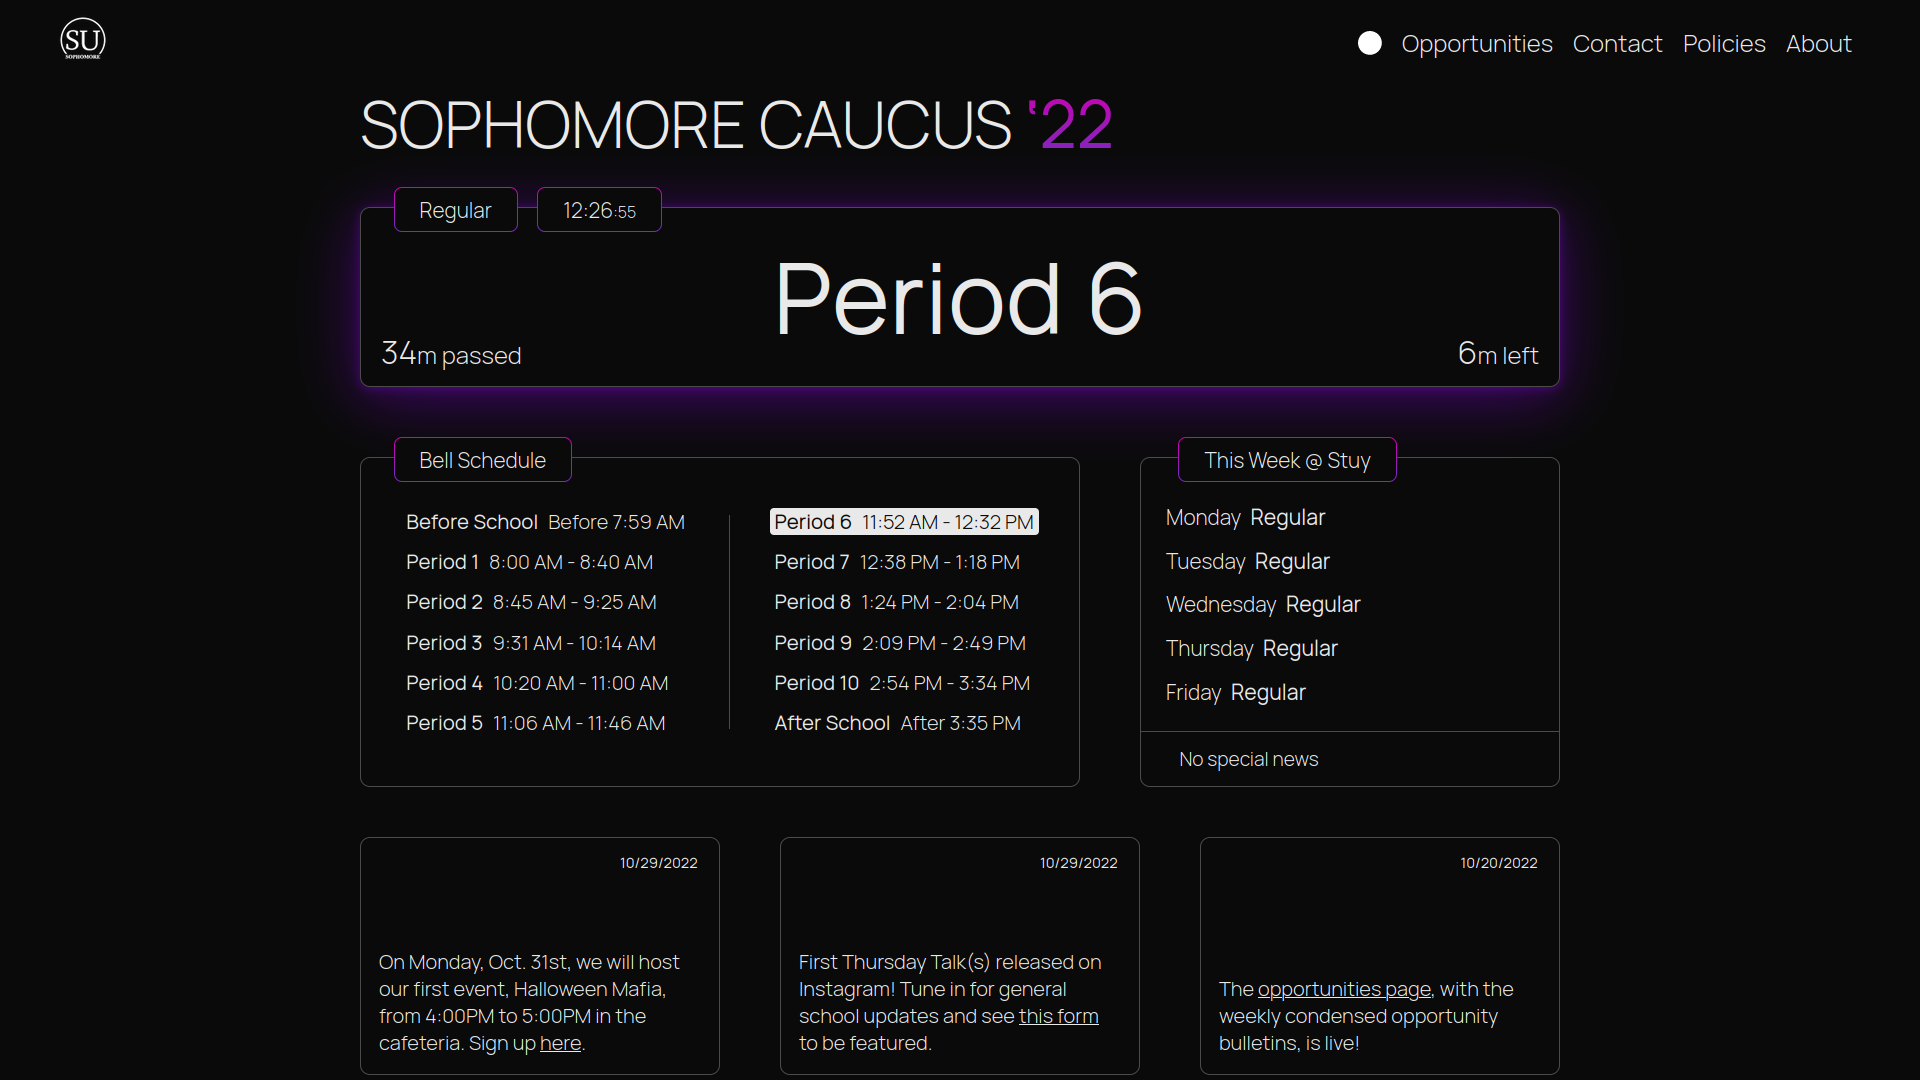 SU
SOPHOMORE
Opportunities Contact Policies About
SOPHOMORE CAUCUS ‘22
Regular
12:26:55
Period 6
34m passed
6m left
Bell Schedule
Before School Before 7:59 AM
Period 1 8:00 AM - 8:40 AM
Period 2 8:45 AM - 9:25 AM
Period 3 9:31 AM - 10:14 AM
Period 4 10:20 AM - 11:00 AM
Period 5 11:06 AM - 11:46 AM
Period 6 11:52 AM - 12:32 PM
Period 7 12:38 PM - 1:18 PM
Period 8 1:24 PM - 2:04 PM
Period 9 2:09 PM - 2:49 PM
Period 10 2:54 PM - 3:34 PM
After School After 3:35 PM
This Week @ Stuy
Monday Regular
Tuesday Regular
Wednesday Regular
Thursday Regular
Friday Regular
No special news
10/29/2022
On Monday, Oct. 31st, we will host
our first event, Halloween Mafia,
from 4:00PM to 5:00PM in the
cafeteria. Sign up here.
10/29/2022
First Thursday Talk(s) released on
Instagram! Tune in for general
school updates and see this form
to be featured.
10/20/2022
The opportunities page, with the
weekly condensed opportunity
bulletins, is live!